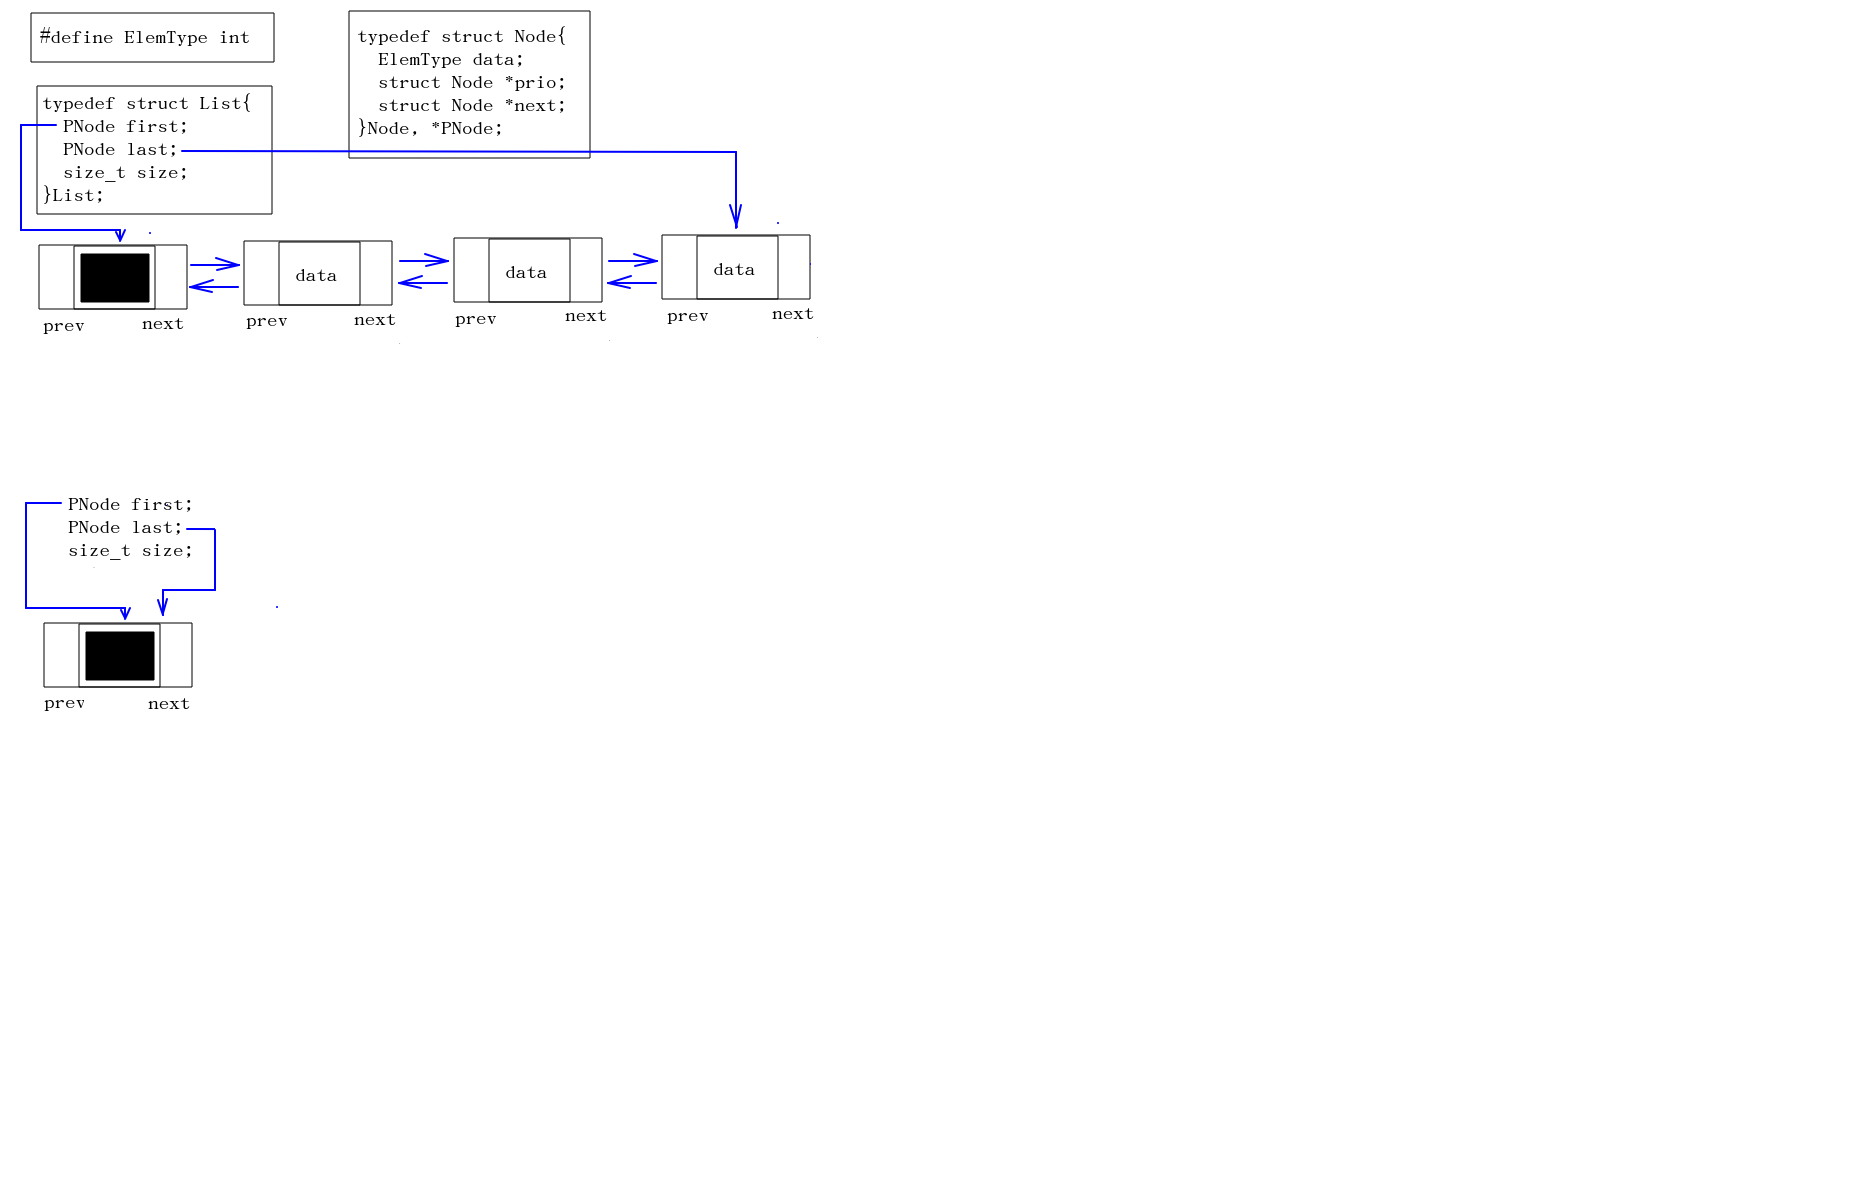 #define ElemType int
typedef struct Node{
ElemType data;
struct Node *prio;
struct Node *next;
}Node, *PNode;
typedef struct List{
PNode first;
PNode last;
size_t size;
}List;
data
data
data
prev next prev next prev next prev next
PNode first;
PNode last;
size_t size;
prev next